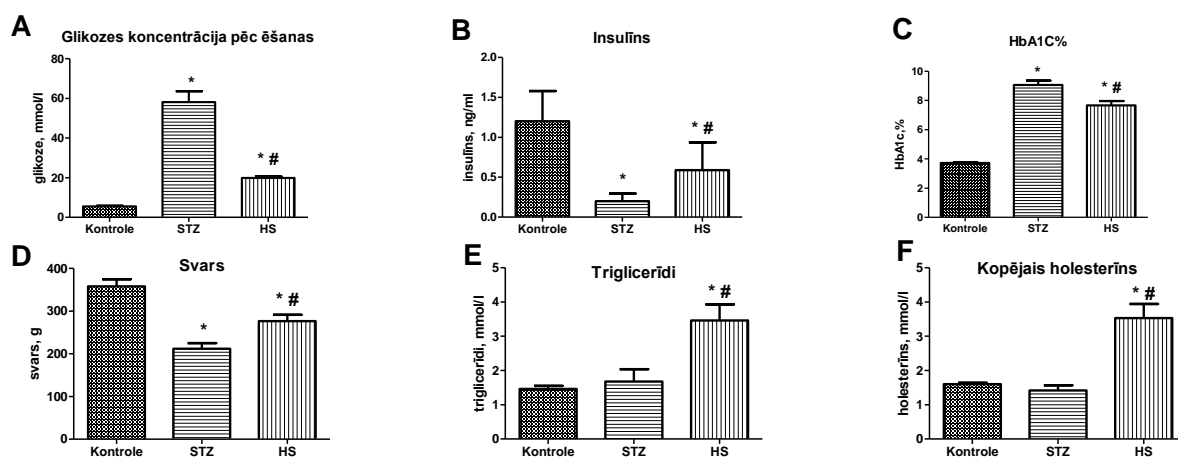 A
Glikozes koncentrācija pēc ēšanas
glikoze, mmol/l
80
60
40
20
0
*
* #
Kontrole STZ HS
B
Insulīns
insulīns, ng/ml
2.0
1.5
1.0
0.5
0.0
*
* #
Kontrole STZ HS
C
HbA1C%
HbA1c,%
10
8
6
4
2
0
*
* #
Kontrole STZ HS
D
Svars
svars, g
400
300
200
100
0
*
* #
Kontrole STZ HS
E
Triglicerīdi
triglicerīdi, mmol/l
5
4
3
2
1
0
* #
Kontrole STZ HS
F
Kopējais holesterīns
holesterīns, mmol/l
5
4
3
2
1
0
* #
Kontrole STZ HS